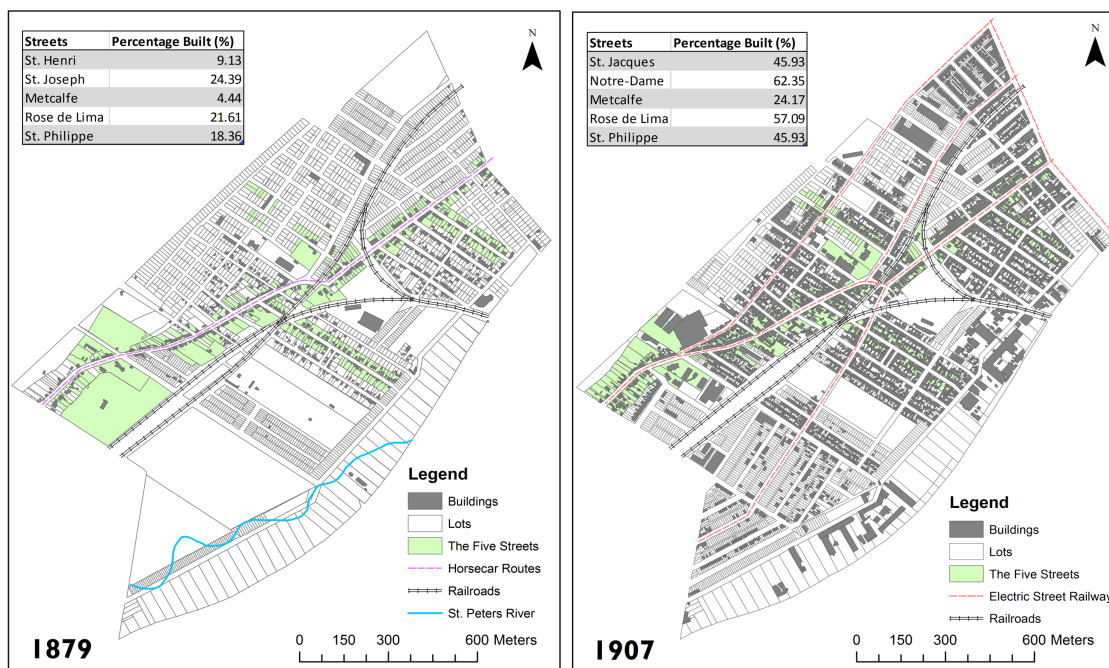 Streets Percentage Built (%)
St. Henri 9.13
St. Joseph 24.39
Metcalfe 4.44
Rose de Lima 21.61
St. Philippe 18.36
N
Legend
Buildings
Lots
The Five Streets
Horsecar Routes
Railroads
St. Peters River
1879
0 150 300 600 Meters
Streets Percentage Built (%)
St. Jacques 45.93
Notre-Dame 62.35
Metcalfe 24.17
Rose de Lima 57.09
St. Philippe 45.93
N
Legend
Buildings
Lots
The Five Streets
Electric Street Railway
Railroads
1907
0 150 300 600 Meters